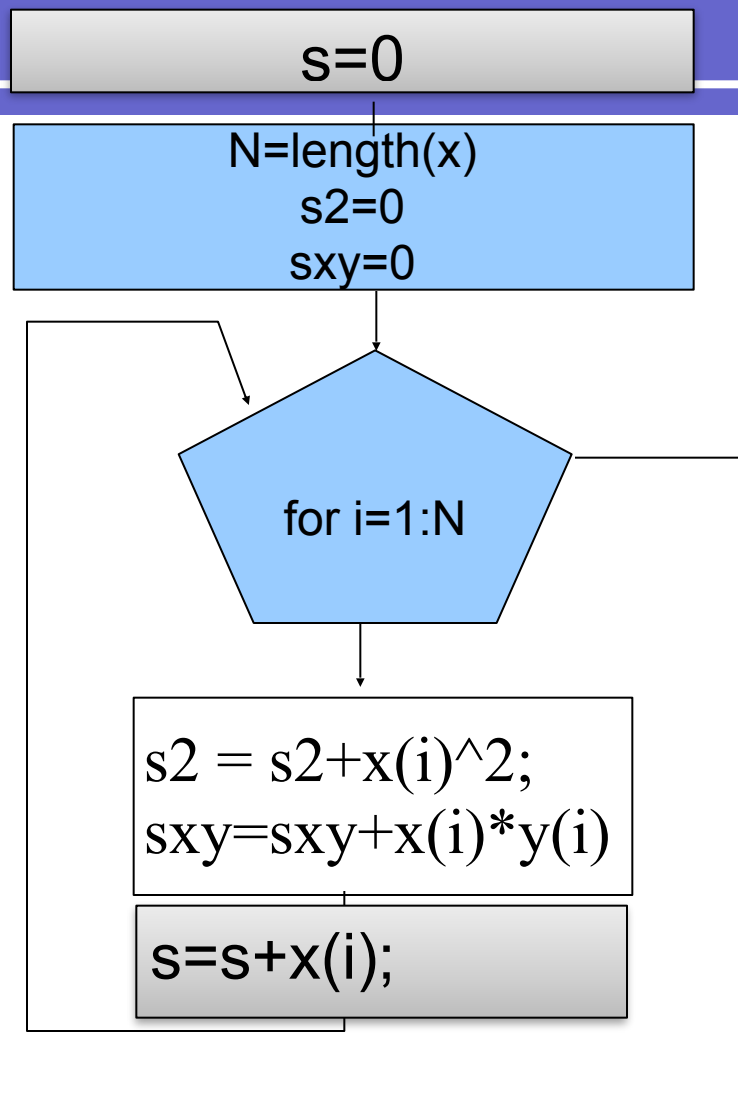 s=0
N=length(x)
s2=0
sxy=0
for i=1:N
s2 = s2+x(i)^2;
sxy=sxy+x(i)*y(i)
s=s+x(i);